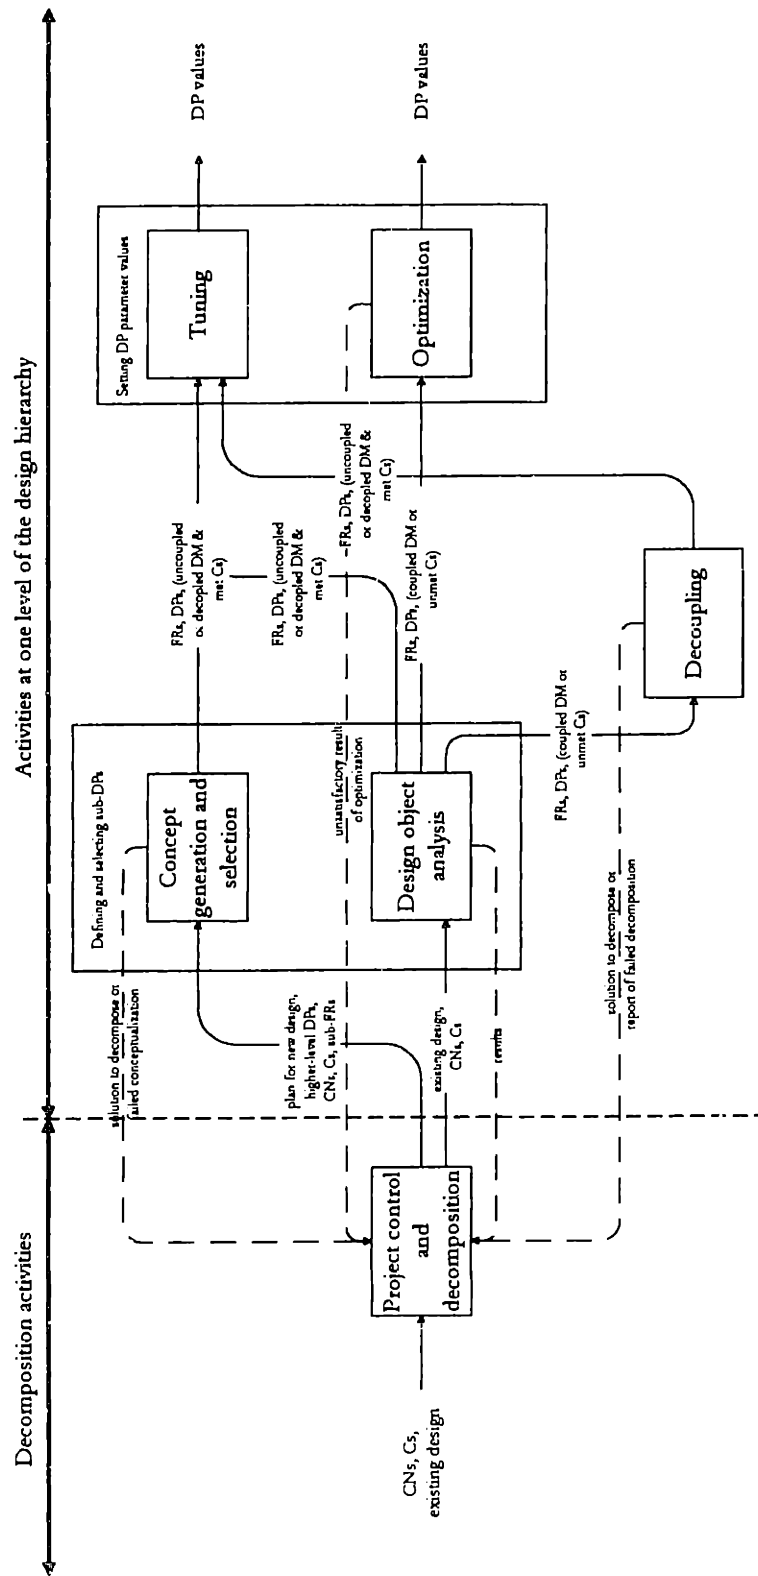 Decomposition activities
Activities at one level of the design hierarchy
CNs, Cs,
existing design
Project control
and
decomposition
solution to decompose or
failed conceptualization
plan for new design,
higher-level DPs,
CNs, Cs, sub-FRs
existing design,
CNs, Cs
results
Defining and selecting sub-DPs
Concept
generation and
selection
Design object
analysis
unsatisfactory result
of optimization
solution to decompose or
report of failed decomposition
FRs, DPs, (uncoupled
or decopled DM &
met Cs)
FRs, DPs, (uncoupled
or decopled DM &
met Cs)
FRs, DPs, (coupled DM or
unmet Cs)
FRs, DPs, (coupled DM or
unmet Cs)
Decoupling
FRs, DPs, (uncoupled
or decopled DM &
met Cs)
Setting DP parameter values
Tuning
Optimization
DP values
DP values